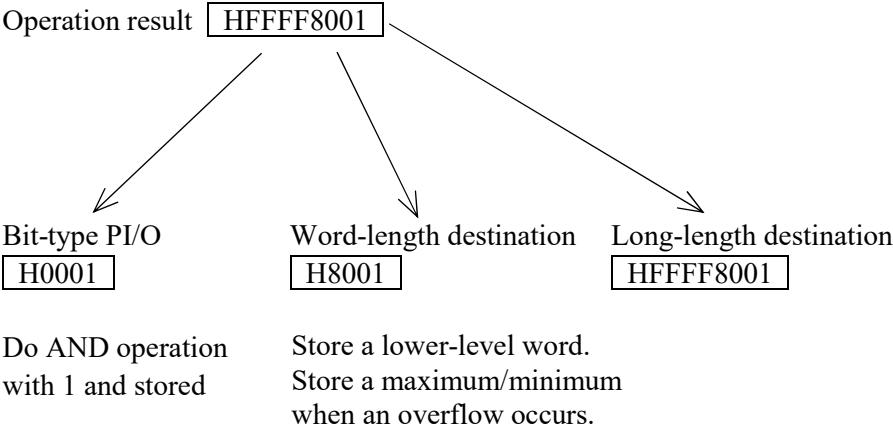 Operation result HFFFF8001
Bit-type PI/O
H0001
Do AND operation
with 1 and stored
Word-length destination
H8001
Store a lower-level word.
Store a maximum/minimum
when an overflow occurs.
Long-length destination
HFFFF8001